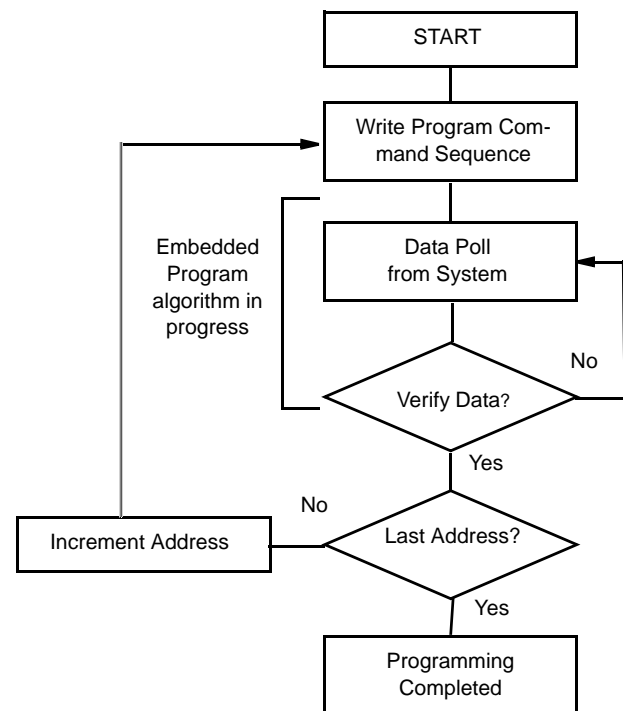 START
Write Program Com-
mand Sequence
Embedded
Program
algorithm in
progress
Data Poll
from System
No
Verify Data?
Yes
No
Increment Address
Last Address?
Yes
Programming
Completed